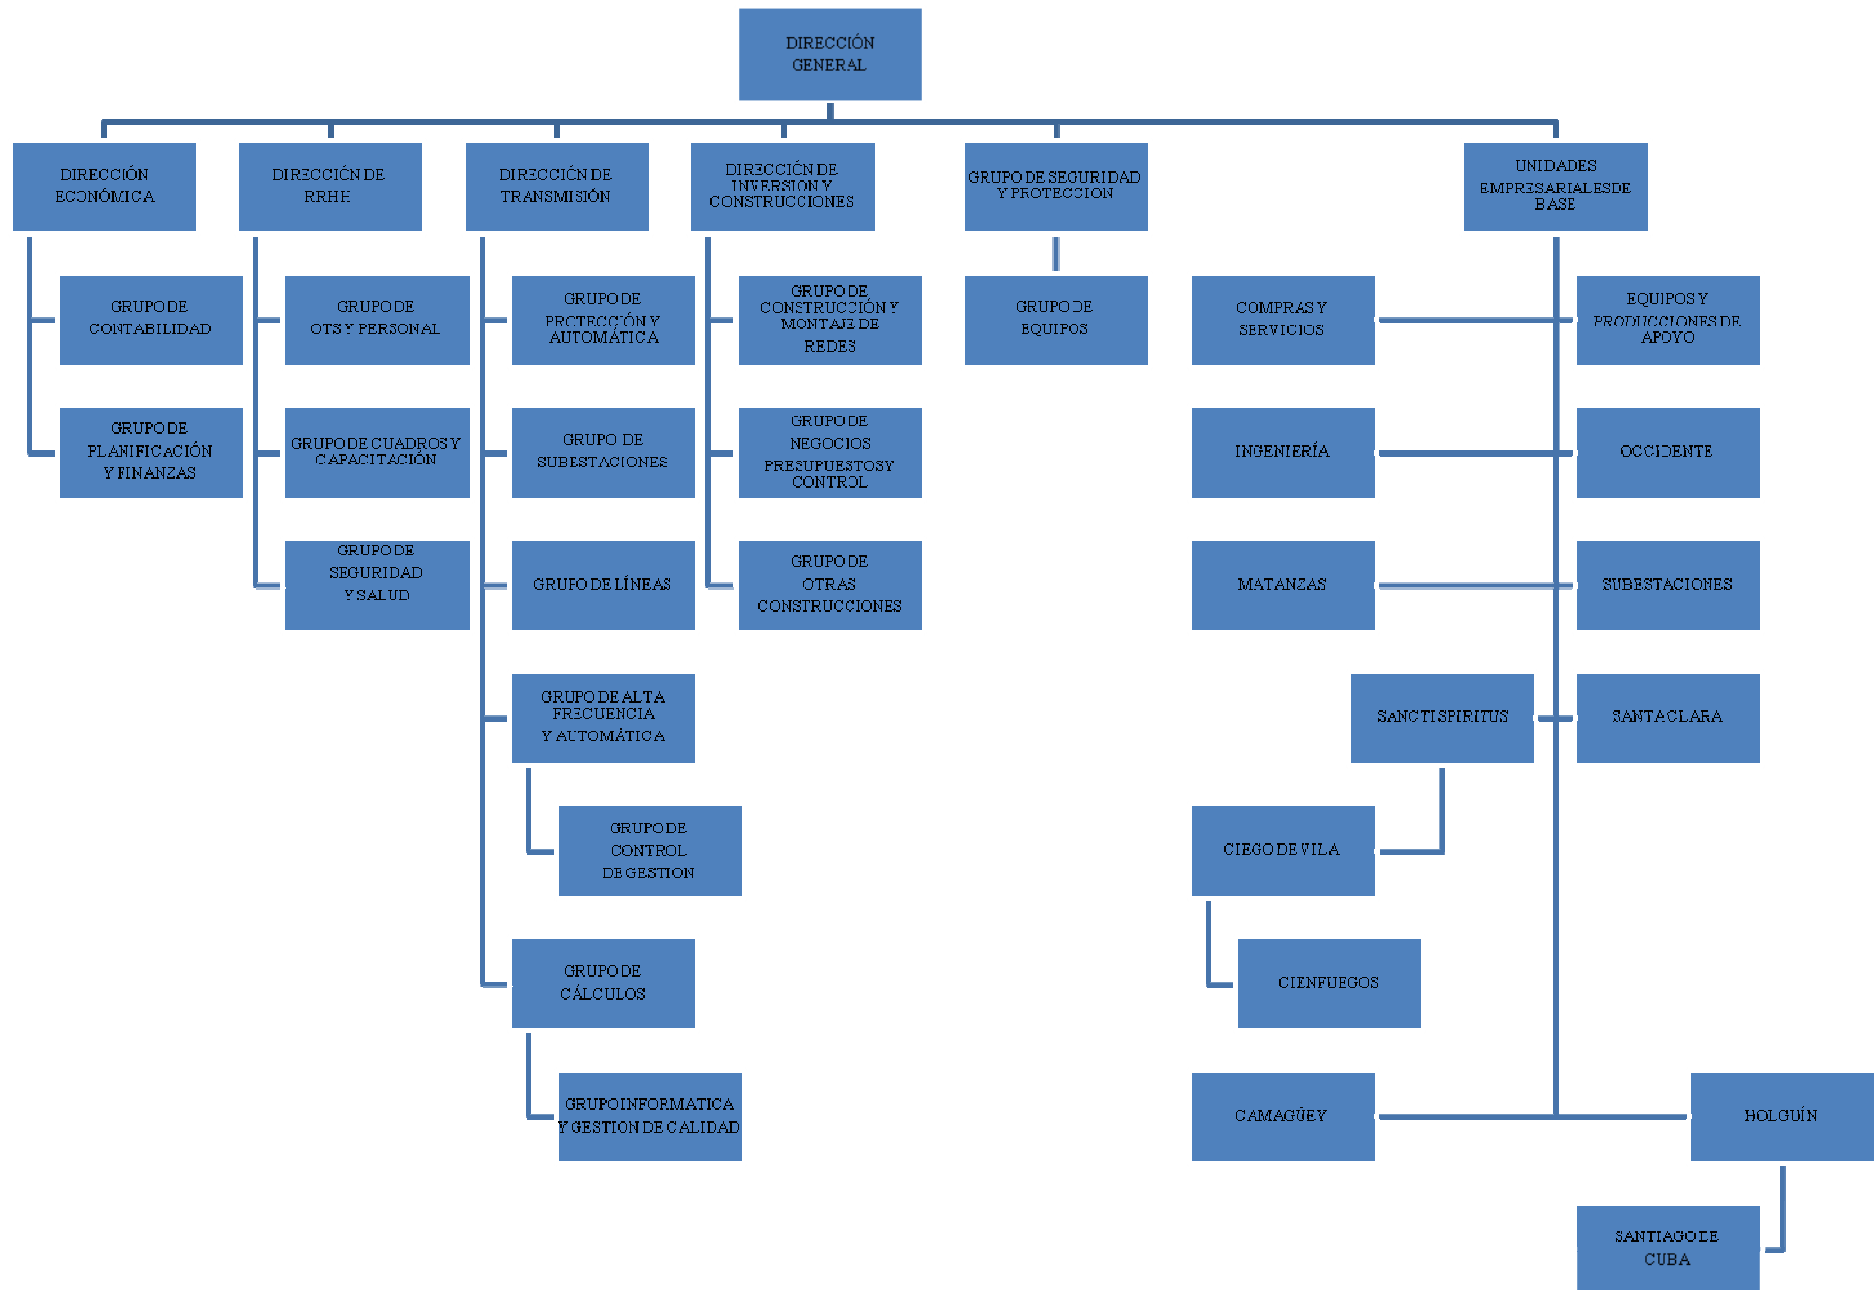 DIRECCIÓN
GENERAL
DIRECCIÓN
ECONÓMICA
DIRECCIÓN DE
RRHH
DIRECCIÓN DE
TRANSMISIÓN
DIRECCIÓN DE
INVERSION Y
CONSTRUCCIONES
GRUPO DE SEGURIDAD
Y PROTECCION
UNIDADES
EMPRESARIALES DE
BASE
GRUPO DE
CONTABILIDAD
GRUPO DE
OTS Y PERSONAL
GRUPO DE
PROTECCIÓN Y
AUTOMÁTICA
GRUPO DE
CONSTRUCCIÓN Y
MONTAJE DE
REDES
GRUPO DE
EQUIPOS
COMPRAS Y
SERVICIOS
EQUIPOS Y
PRODUCCIONES DE
APOYO
GRUPO DE
PLANIFICACIÓN
Y FINANZAS
GRUPO DE CUADROS Y
CAPACITACIÓN
GRUPO DE
SUBESTACIONES
GRUPO DE
NEGOCIOS
PRESUPUESTOS Y
CONTROL
INGENIERÍA
OCCIDENTE
GRUPO DE
SEGURIDAD
Y SALUD
GRUPO DE LÍNEAS
GRUPO DE
OTRAS
CONSTRUCCIONES
MATANZAS
SUBESTACIONES
GRUPO DE ALTA
FRECUENCIA
Y AUTOMÁTICA
SANCTI SPIRITUS
SANTA CLARA
GRUPO DE
CONTROL
DE GESTION
CIEGO DE VILA
GRUPO DE
CÁLCULOS
CIENFUEGOS
GRUPO INFORMATICA
Y GESTION DE CALIDAD
CAMAGÜEY
HOLGUÍN
SANTIAGO DE
CUBA